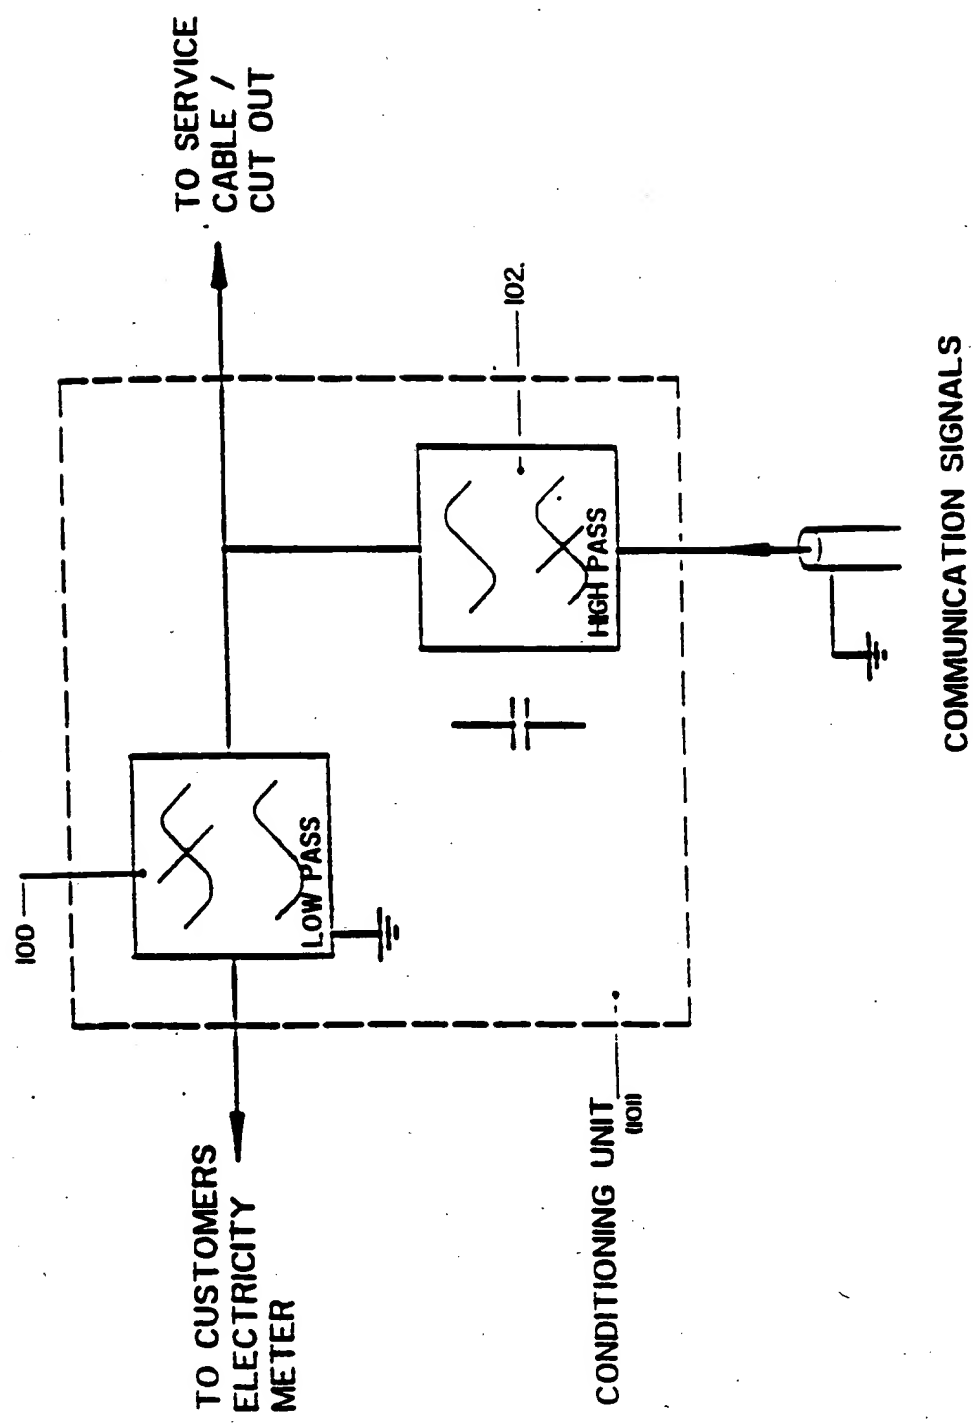 100
LOW PASS
TO CUSTOMERS
ELECTRICITY
METER
TO SERVICE
CABLE /
CUT OUT
HIGH PASS
102.
CONDITIONING UNIT
(101)
COMMUNICATION SIGNALS